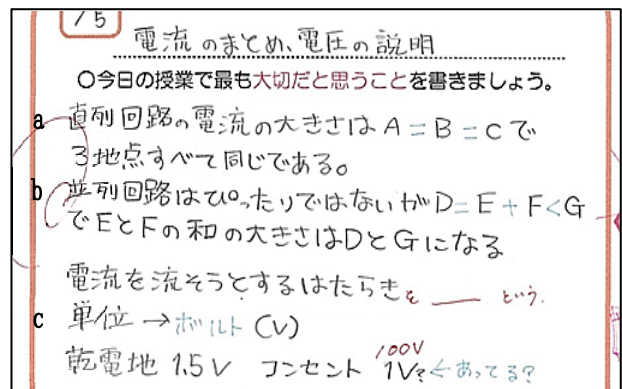 15
電流のまとめ、電圧の説明
○今日の授業で最も大切だと思うことを書きましょう。
a 直列回路の電流の大きさはA=B=Cで
3地点すべて同じである。
b 並列回路はぴったりではないがD=E+F<G
でEとFの和の大きさはDとGになる
電流を流そうとするはたらきを ___ という.
c 単位→ボルト(V)
100V
乾電地 1.5V コンセント 1V?←あってる?